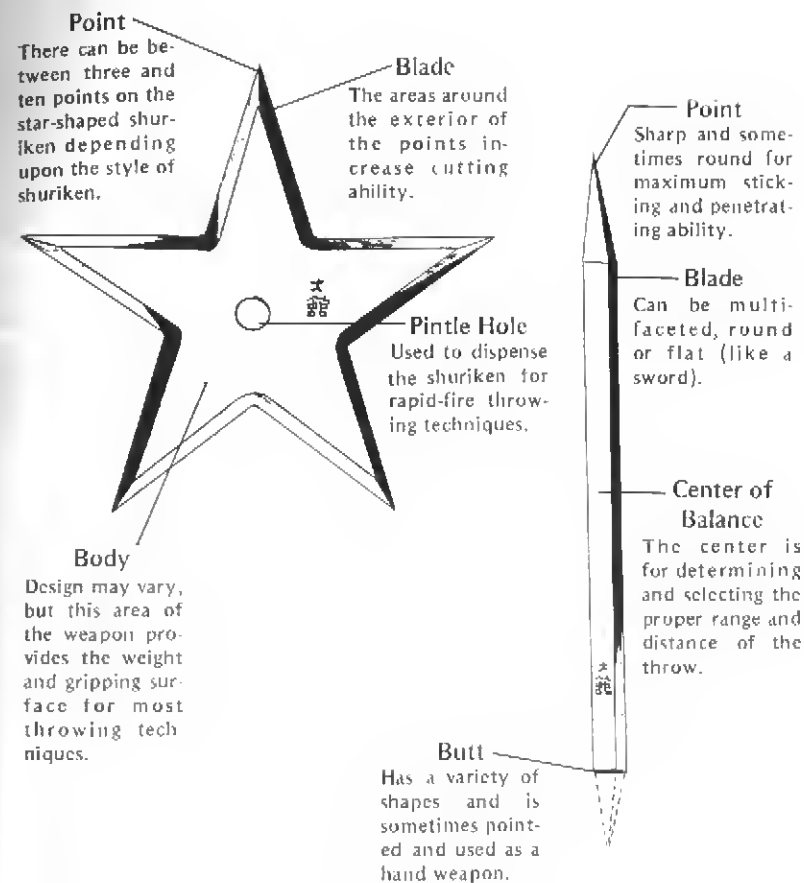 Point
There can be be-
tween three and
ten points on the
star-shaped shur-
iken depending
upon the style of
shuriken.
Blade
The areas around
the exterior of
the points in-
crease cutting
ability.
Pintle Hole
Used to dispense
the shuriken for
rapid-fire throw-
ing techniques.
Body
Design may vary,
but this area of
the weapon pro-
vides the weight
and gripping sur-
face for most
throwing tech
niques.
Point
Sharp and some-
times round for
maximum stick-
ing and penetrat-
ing ability.
Blade
Can be multi-
faceted, round
or flat (like a
sword).
Center of
Balance
The center is
for determining
and selecting the
proper range and
distance of the
throw.
Butt
Has a variety of
shapes and is
sometimes point-
ed and used as a
hand weapon.